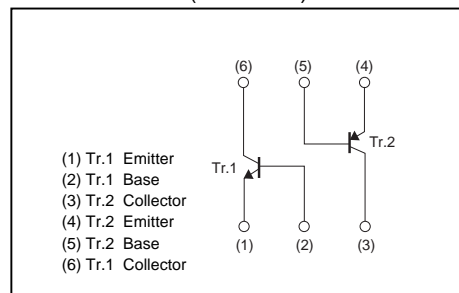 (6) (5) (4)
Tr.2
(1) Tr.1 Emitter
Tr.1
(2) Tr.1 Base
(3) Tr.2 Collector
(4) Tr.2 Emitter
(1) (2) (3)
(5) Tr.2 Base
(6) Tr.1 Collector